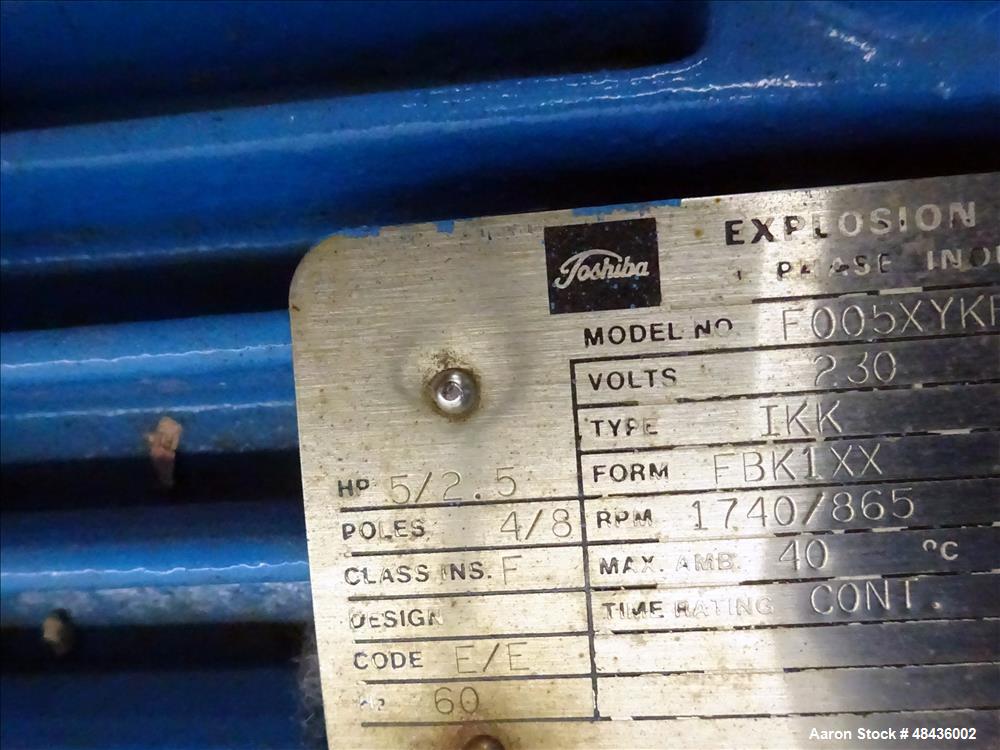 Toshiba
EXPLOSION
PHASE
MODEL NO F005XYK
VOLTS 230
TYPE IKK
FORM FBK1XX
HP 5/2.5
RPM 1740/865
POLES 4/8
MAX. AMB. 40 °C
CLASS INS. F
TIME RATING CONT.
DESIGN
CODE E/E
60
Aaron Stock # 48436002